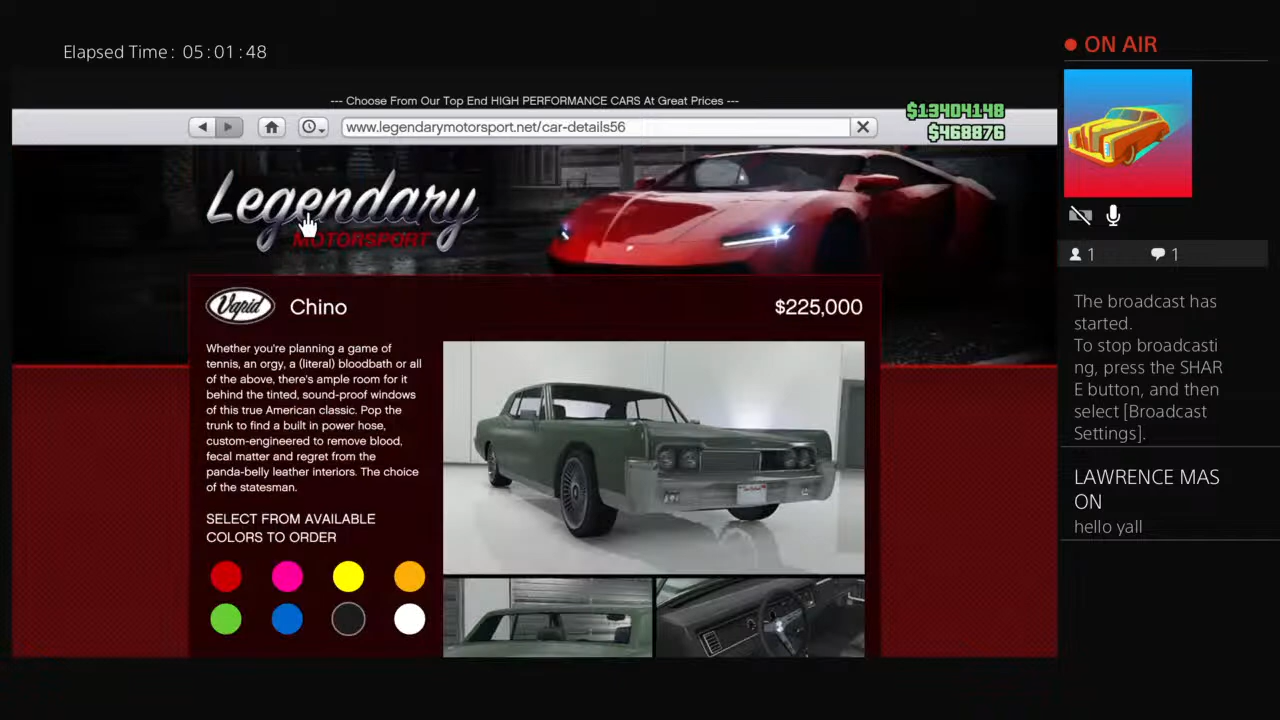 Elapsed Time: 05:01:48
ON AIR
--- Choose From Our Top End HIGH PERFORMANCE CARS At Great Prices ---
$13404148
www.legendarymotorsport.net/car-details56
$468876
Legendary
MOTORSPORT
1
1
Vapid
Chino
$225,000
Whether you're planning a game of
tennis, an orgy, a (literal) bloodbath or all
of the above, there's ample room for it
behind the tinted, sound-proof windows
of this true American classic. Pop the
trunk to find a built in power hose,
custom-engineered to remove blood,
fecal matter and regret from the
panda-belly leather interiors. The choice
of the statesman.
SELECT FROM AVAILABLE
COLORS TO ORDER
The broadcast has
started.
To stop broadcasti
ng, press the SHAR
E button, and then
select [Broadcast
Settings].
LAWRENCE MAS
ON
hello yall